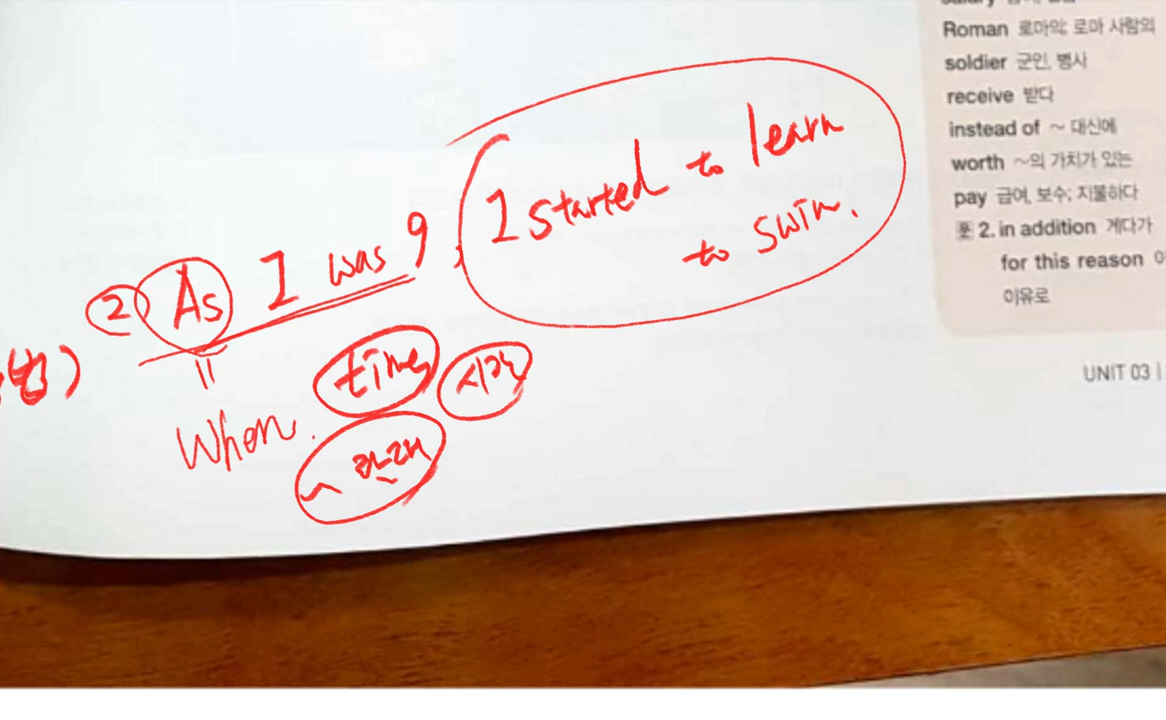 Roman 로마의; 로마 사람의
soldier 군인, 병사
receive 받다
instead of ~ 대신에
worth ~의 가치가 있는
pay 급여, 보수; 지불하다
문 2. in addition 게다가
for this reason 이
이유로
UNIT 03 |
② As I was 9, I started to learn
to swim.
법)
"
When. time, 시간
~ 할 때